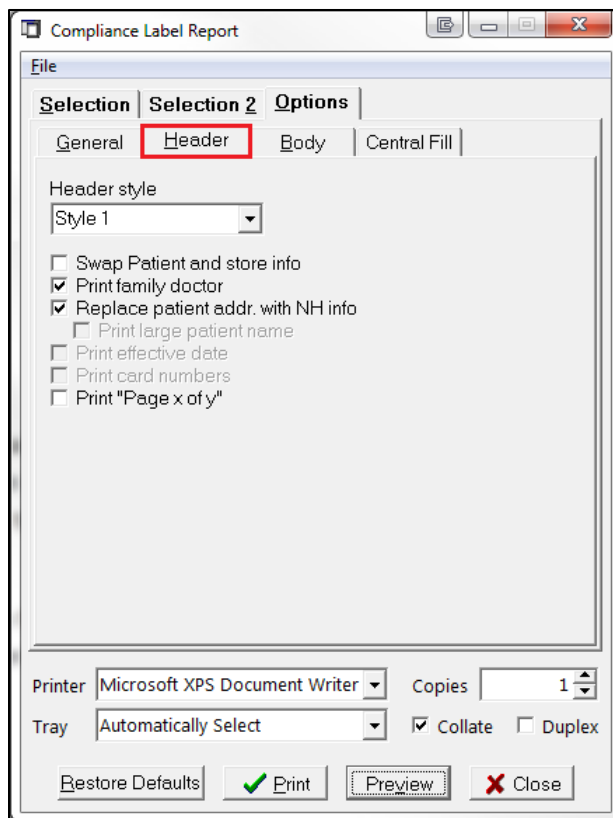 Compliance Label Report
File
Selection Selection 2 Options
General Header Body Central Fill
Header style
Style 1
Swap Patient and store info
Print family doctor
Replace patient addr. with NH info
Print large patient name
Print effective date
Print card numbers
Print "Page x of y"
Printer Microsoft XPS Document Writer Copies 1
Tray Automatically Select Collate Duplex
Restore Defaults Print Preview Close